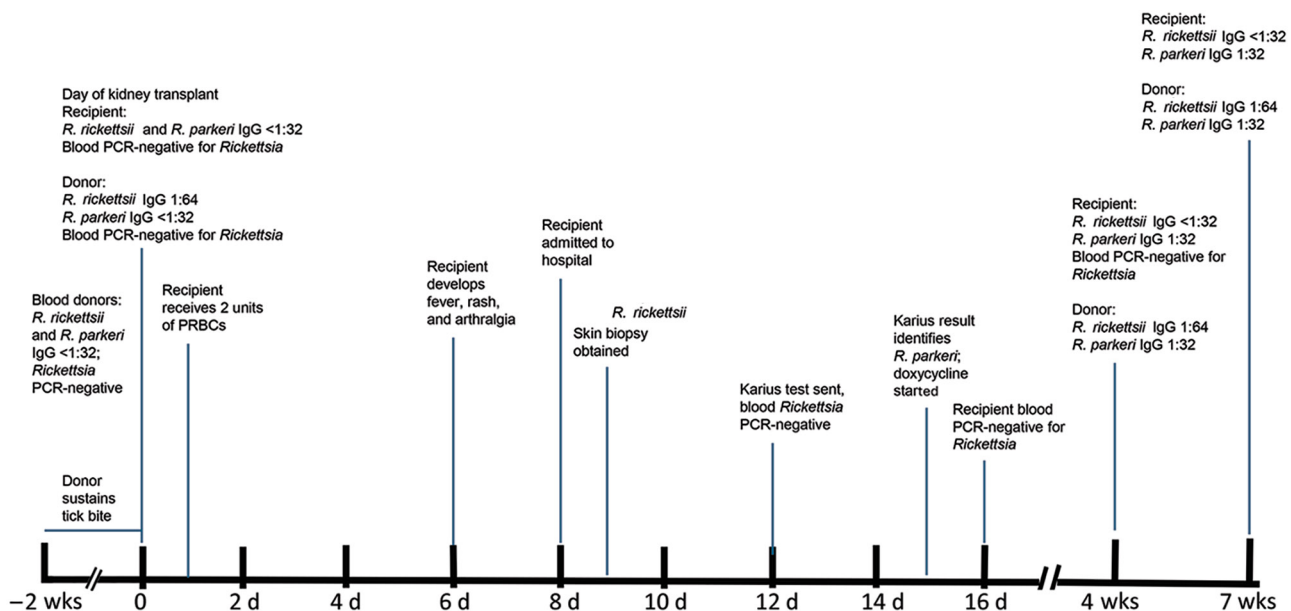 Blood donors:
R. rickettsii
and R. parkeri
IgG <1:32;
Rickettsia
PCR-negative
Donor
sustains
tick bite
Day of kidney transplant
Recipient:
R. rickettsii and R. parkeri IgG <1:32
Blood PCR-negative for Rickettsia
Donor:
R. rickettsii IgG 1:64
R. parkeri IgG <1:32
Blood PCR-negative for Rickettsia
Recipient
receives 2 units
of PRBCs
Recipient
develops
fever, rash,
and arthralgia
Recipient
admitted to
hospital
R. rickettsii
Skin biopsy
obtained
Karius test sent,
blood Rickettsia
PCR-negative
Karius result
identifies
R. parkeri;
doxycycline
started
Recipient blood
PCR-negative for
Rickettsia
Recipient:
R. rickettsii IgG <1:32
R. parkeri IgG 1:32
Blood PCR-negative for
Rickettsia
Donor:
R. rickettsii IgG 1:64
R. parkeri IgG 1:32
Recipient:
R. rickettsii IgG <1:32
R. parkeri IgG 1:32
Donor:
R. rickettsii IgG 1:64
R. parkeri IgG 1:32
−2 wks 0 2 d 4 d 6 d 8 d 10 d 12 d 14 d 16 d 4 wks 7 wks